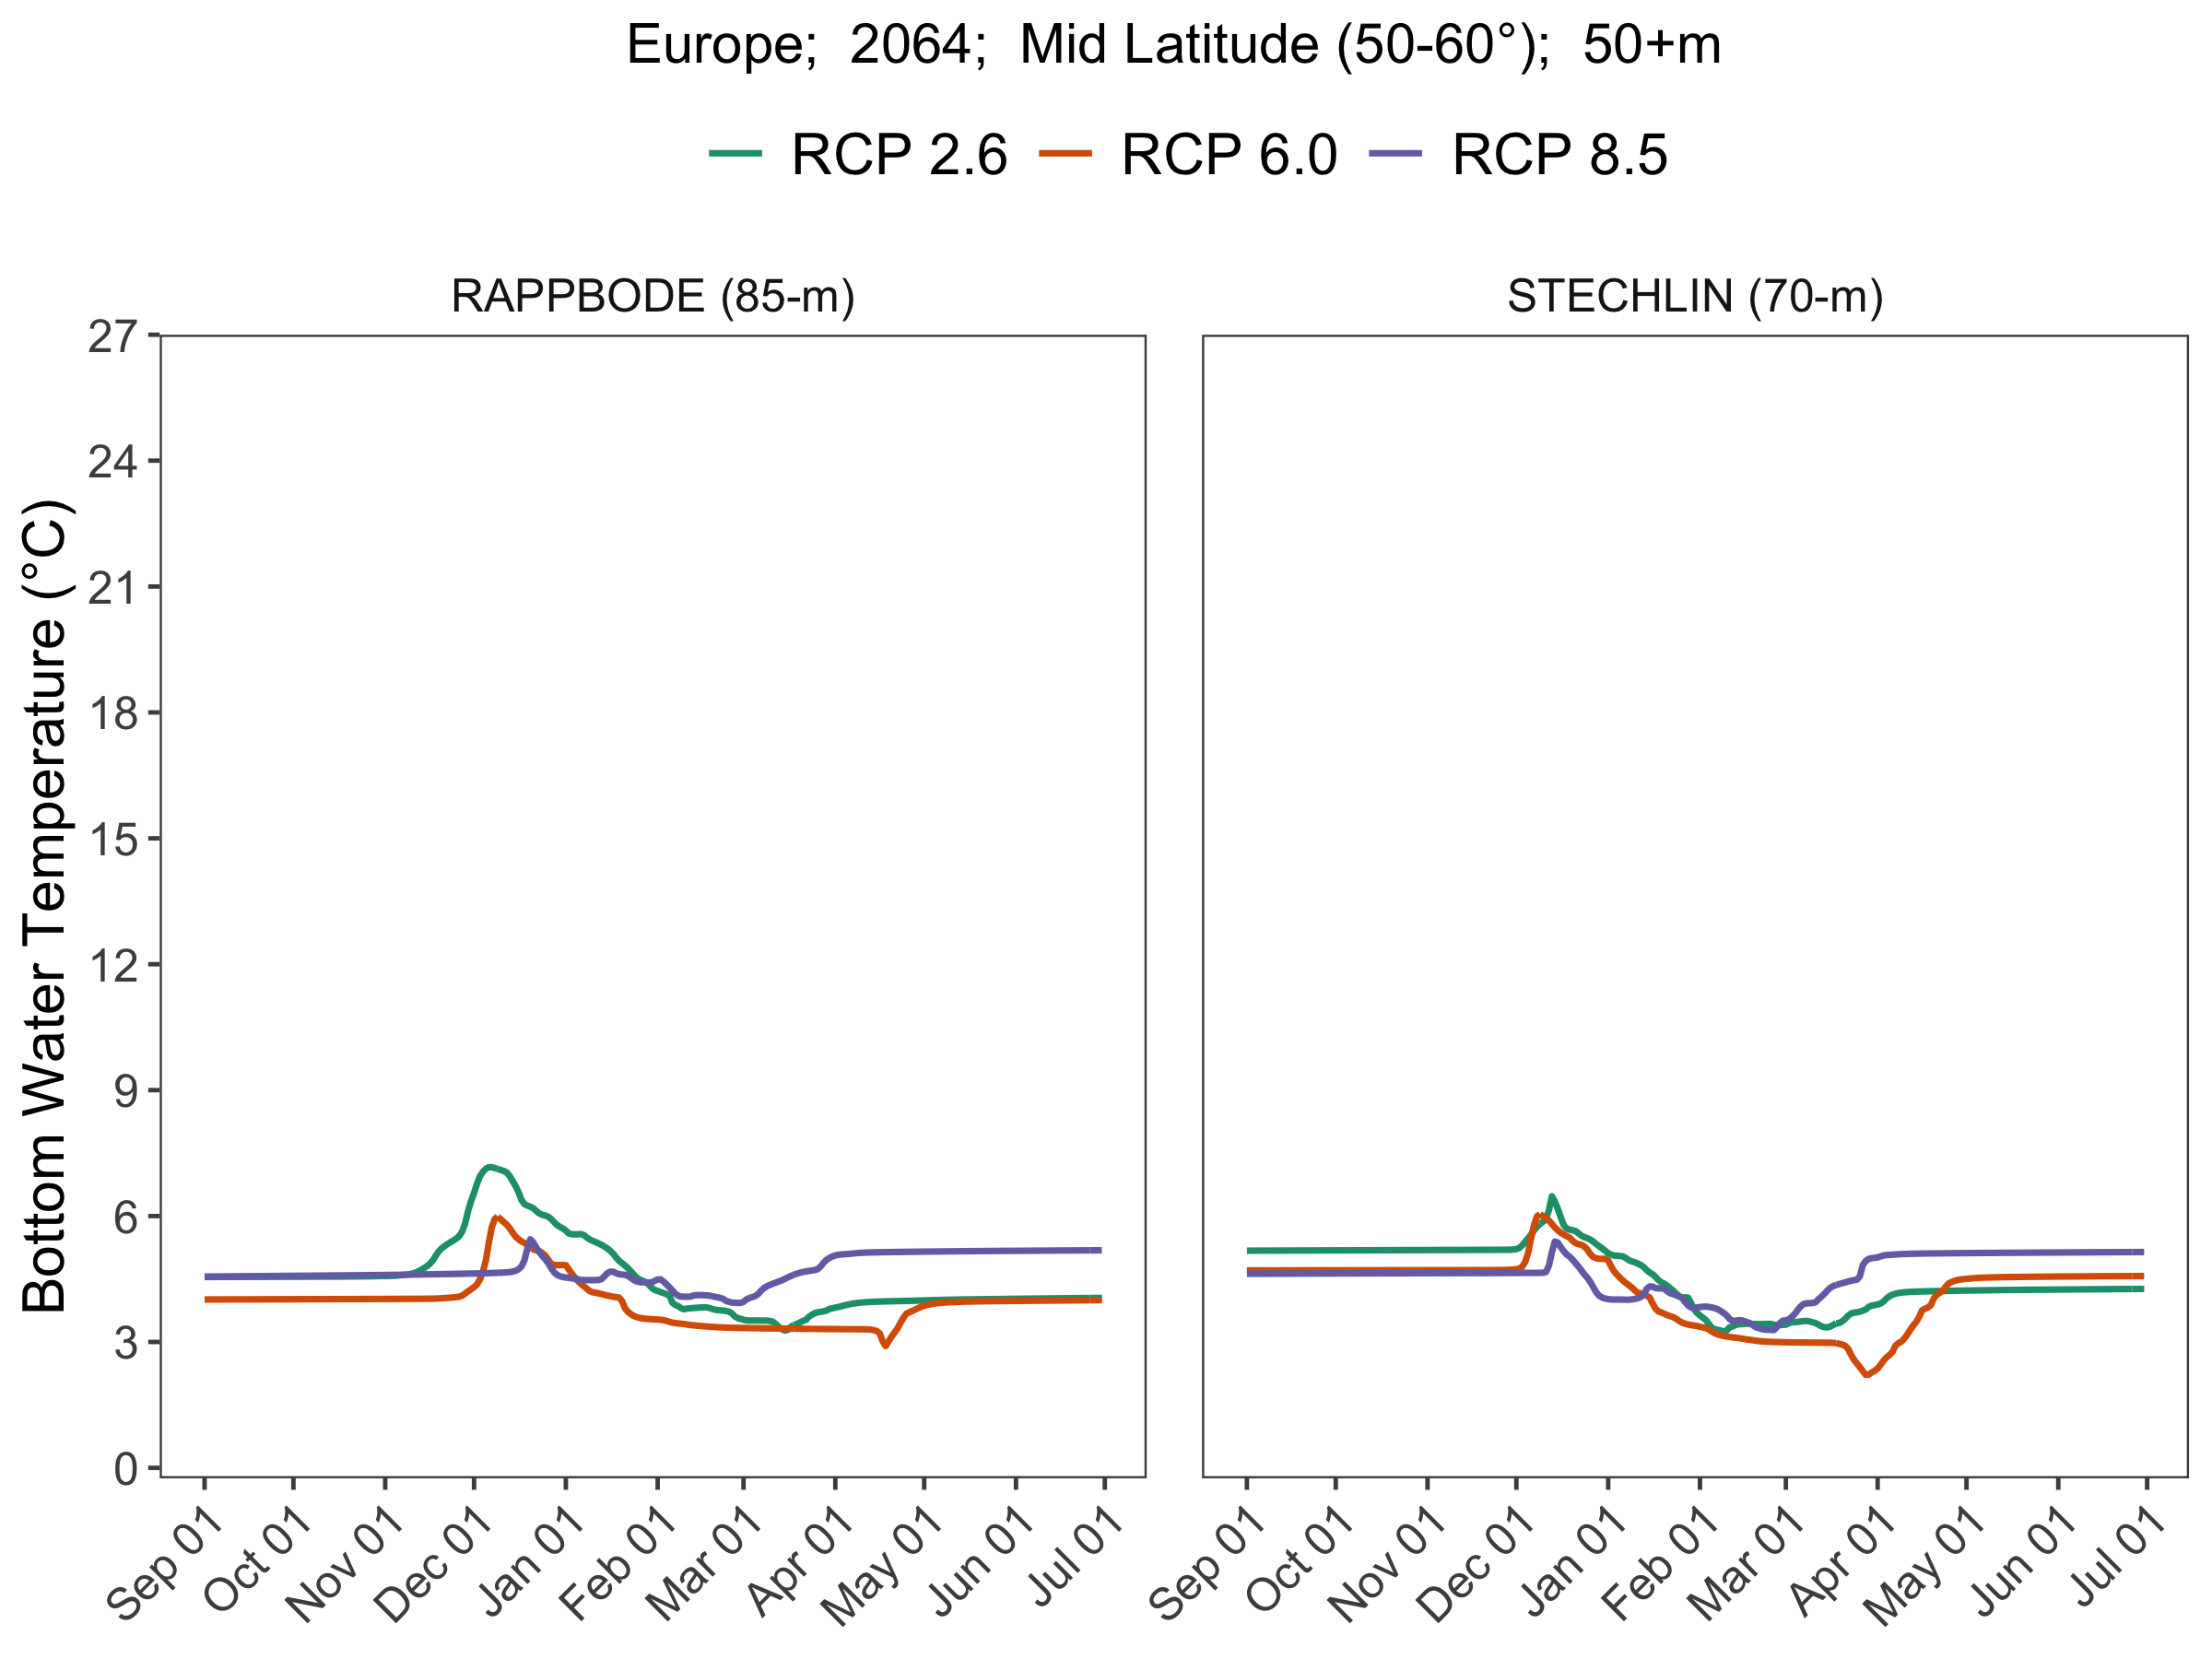 Europe;  2064;  Mid Latitude (50-60°);  50+m
RCP 2.6 RCP 6.0 RCP 8.5
RAPPBODE (85-m) STECHLIN (70-m)
Bottom Water Temperature (°C)
27
24
21
18
15
12
9
6
3
0
Sep 01 Oct 01 Nov 01 Dec 01 Jan 01 Feb 01 Mar 01 Apr 01 May 01 Jun 01 Jul 01
Sep 01 Oct 01 Nov 01 Dec 01 Jan 01 Feb 01 Mar 01 Apr 01 May 01 Jun 01 Jul 01